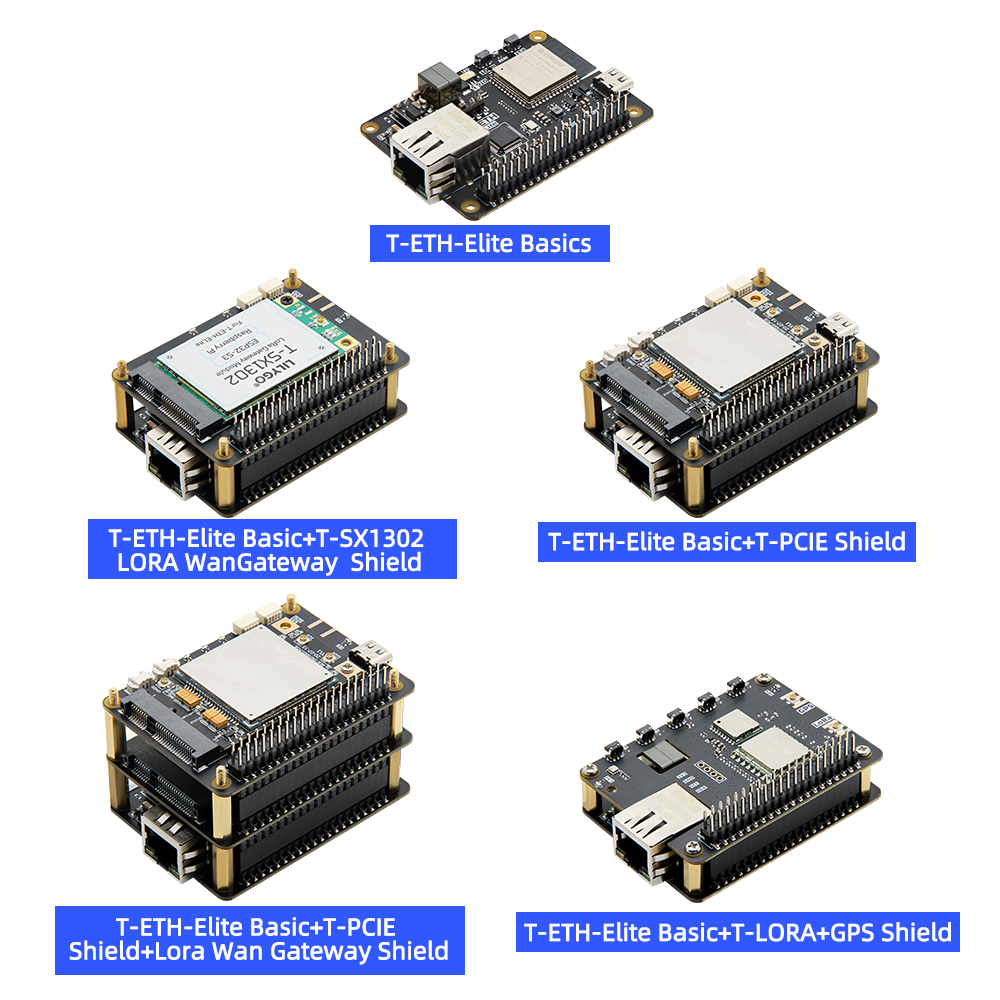 T-ETH-Elite Basics
LILYGO®
T-SX1302
LoRa Gateway Module
ESP32-S3
Raspberry Pi
For T-ETH-ELite
T-ETH-Elite Basic+T-SX1302
LORA WanGateway Shield
T-ETH-Elite Basic+T-PCIE Shield
LORA
GPS
T-ETH-Elite Basic+T-PCIE
Shield+Lora Wan Gateway Shield
T-ETH-Elite Basic+T-LORA+GPS Shield